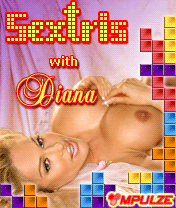 Sextris
with
Diana
MPULZE